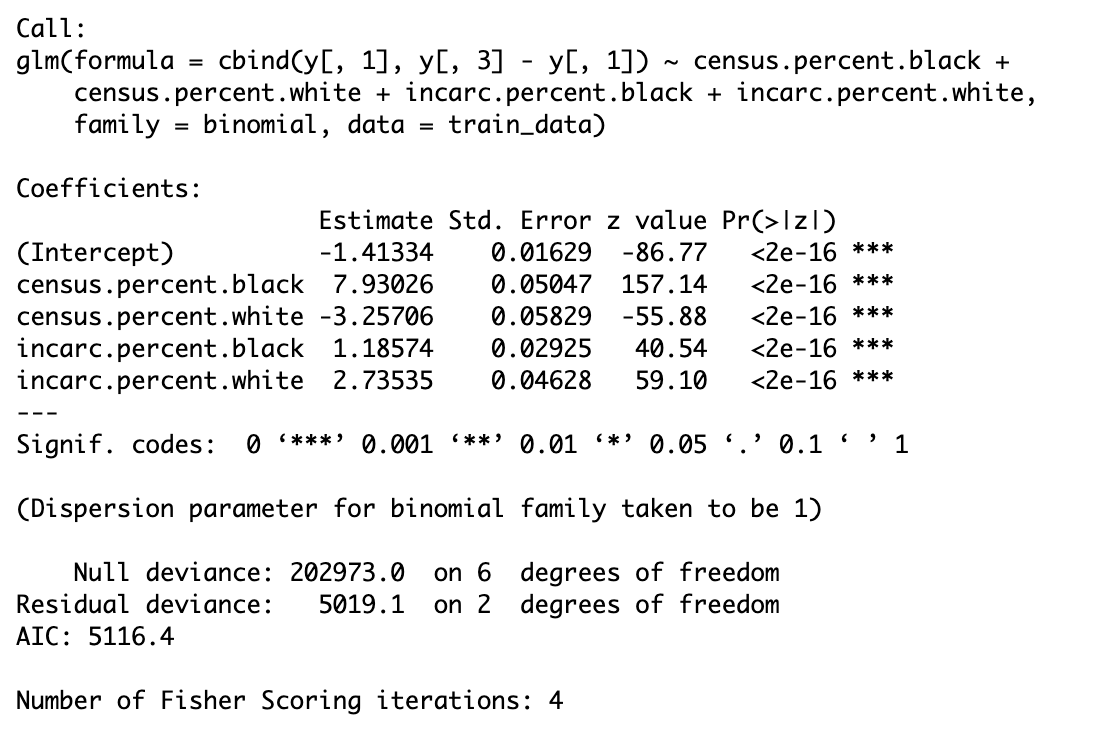 Call:
glm(formula = cbind(y[, 1], y[, 3] - y[, 1]) ~ census.percent.black +
    census.percent.white + incarc.percent.black + incarc.percent.white,
    family = binomial, data = train_data)

Coefficients:
                     Estimate Std. Error z value Pr(>|z|)
(Intercept)          -1.41334    0.01629  -86.77   <2e-16 ***
census.percent.black  7.93026    0.05047  157.14   <2e-16 ***
census.percent.white -3.25706    0.05829  -55.88   <2e-16 ***
incarc.percent.black  1.18574    0.02925   40.54   <2e-16 ***
incarc.percent.white  2.73535    0.04628   59.10   <2e-16 ***
---
Signif. codes:  0 ‘***’ 0.001 ‘**’ 0.01 ‘*’ 0.05 ‘.’ 0.1 ‘ ’ 1

(Dispersion parameter for binomial family taken to be 1)

    Null deviance: 202973.0  on 6  degrees of freedom
Residual deviance:   5019.1  on 2  degrees of freedom
AIC: 5116.4

Number of Fisher Scoring iterations: 4